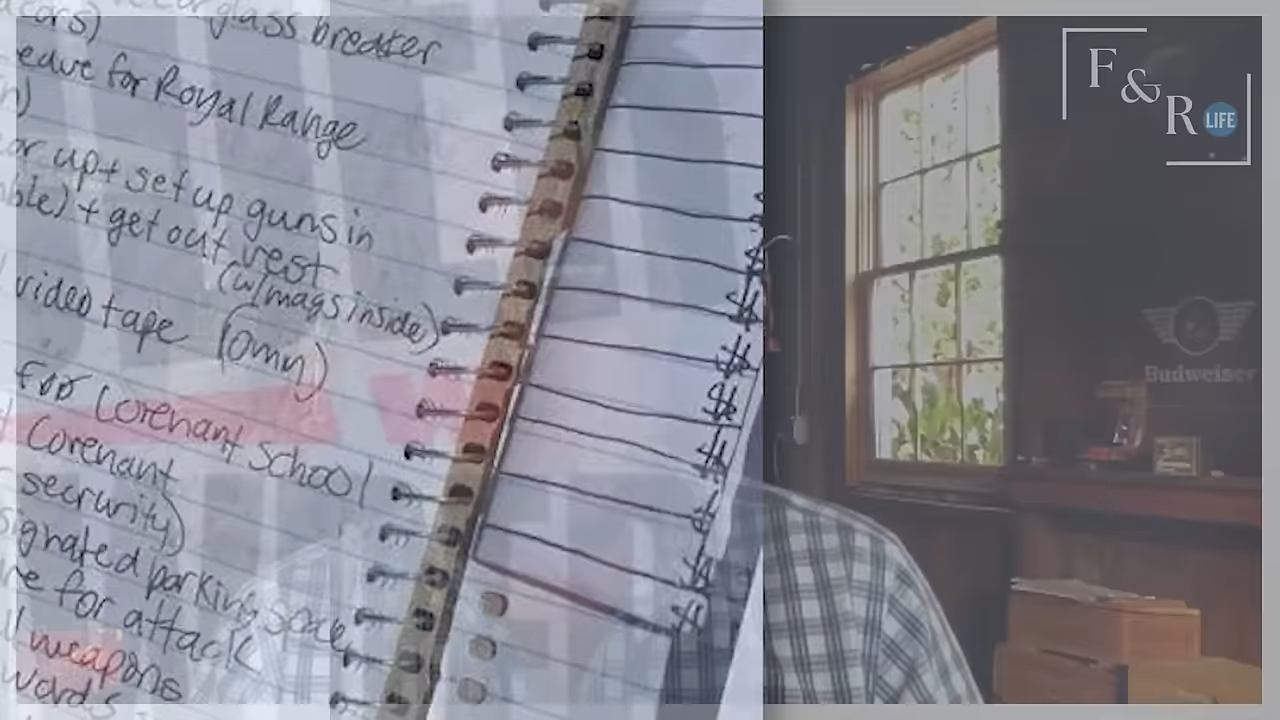 glass breaker
eave for Royal Range
or up + set up guns in
ble) + get out vest
(w/mags inside)
video tape (10mn)
for Covenant School
Covenant
security)
signated parking space,
re for attack
weapons
words
$
$
$
$
$
$
$
$
F &
R LIFE
Budweiser